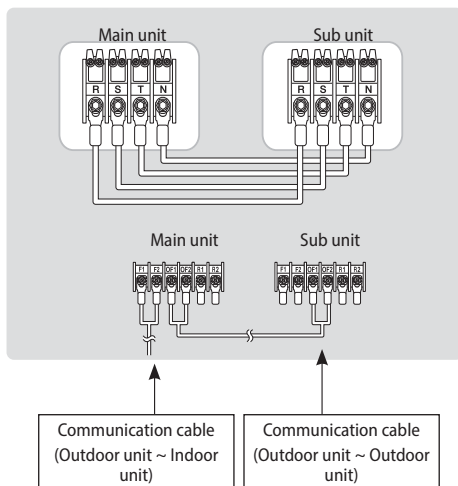 Main unit
Sub unit
R S T N
R S T N
Main unit
Sub unit
F1 F2 OF1 OF2 R1 R2
F1 F2 OF1 OF2 R1 R2
Communication cable
(Outdoor unit ~ Indoor
unit)
Communication cable
(Outdoor unit ~ Outdoor
unit)